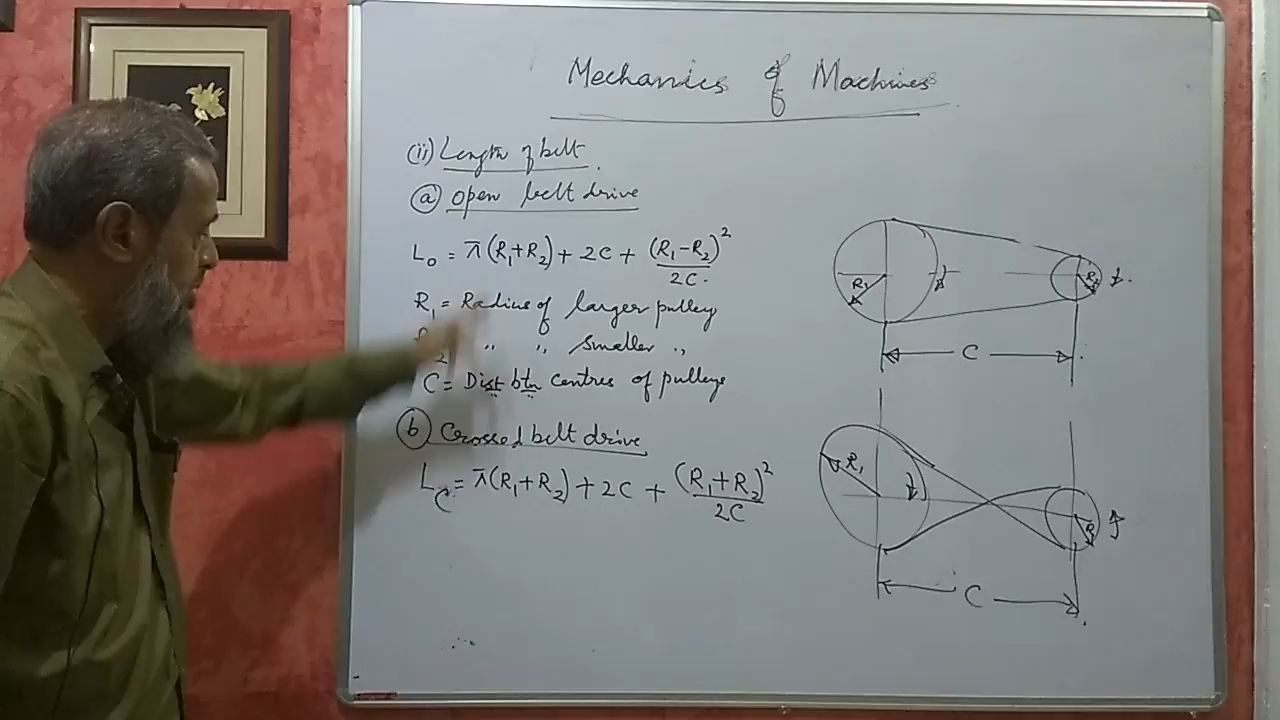 Mechanics of Machines
(ii) Length of belt.
(a) Open belt drive
L₀ = π(R₁+R₂) + 2C + (R₁-R₂)²/2C.
R₁ = Radius of larger pulley
2 " " smaller "
C = Dist btn centres of pulleys
(b) Crossed belt drive
L_C = π(R₁+R₂) + 2C + (R₁+R₂)²/2C
R₁
R₂
C
R₁
R₂
C